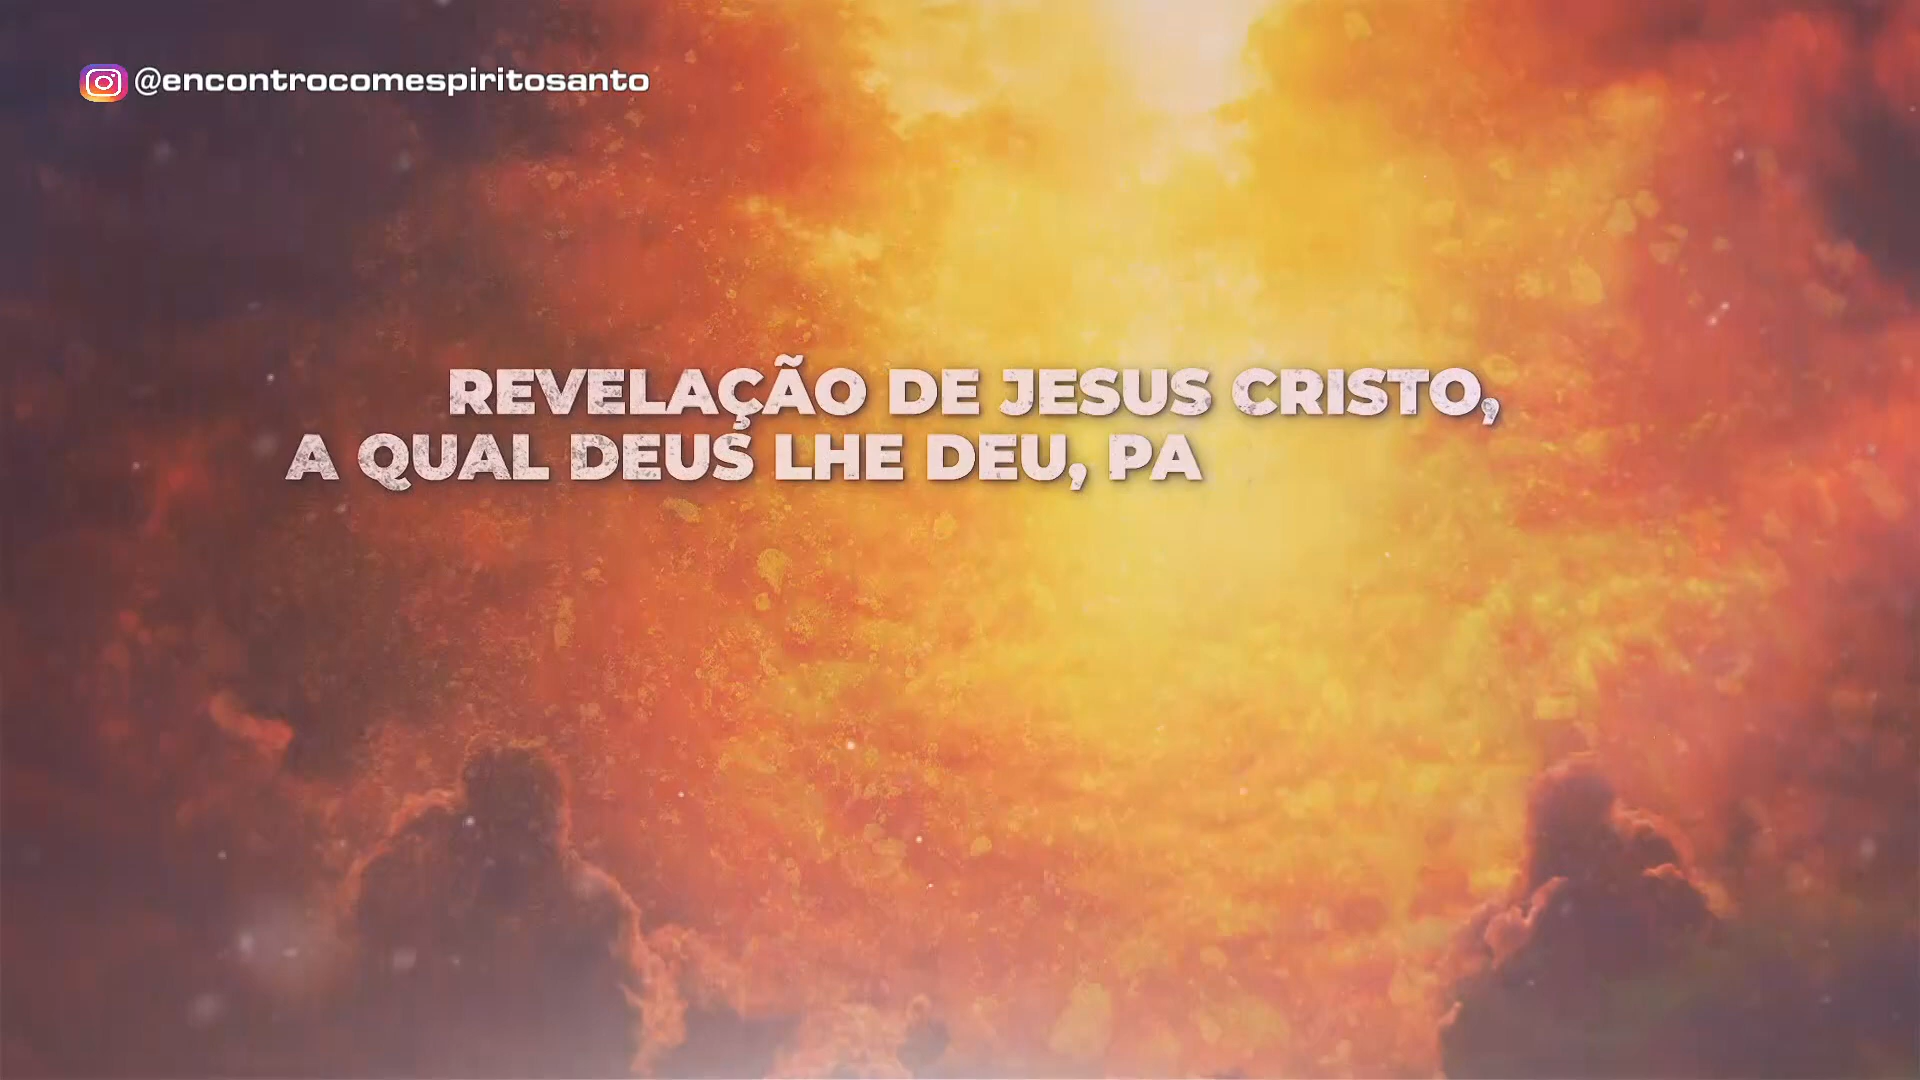 @encontrocomespiritosanto
REVELAÇÃO DE JESUS CRISTO,
A QUAL DEUS LHE DEU, PA